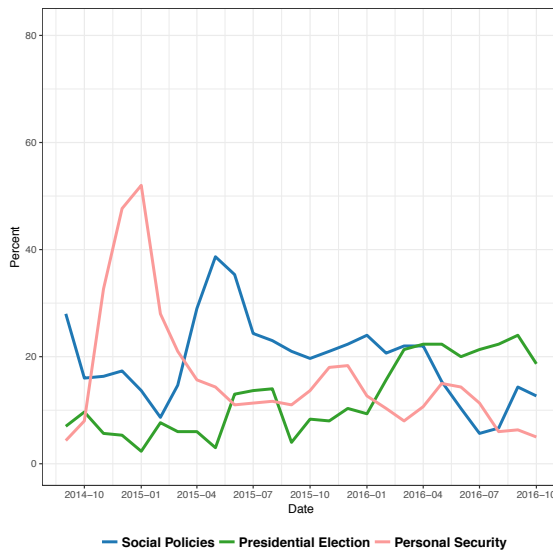 80
60
40
20
0
Percent
2014−10 2015−01 2015−04 2015−07 2015−10 2016−01 2016−04 2016−07 2016−10
Date
Social Policies Presidential Election Personal Security